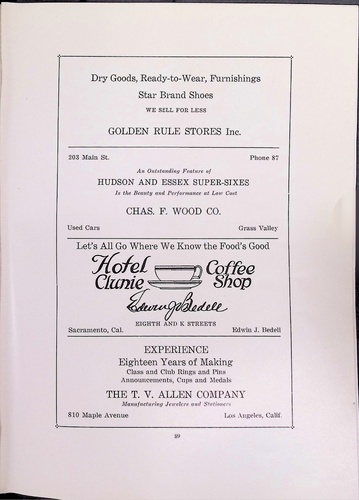 Dry Goods, Ready-to-Wear, Furnishings
Star Brand Shoes
WE SELL FOR LESS
GOLDEN RULE STORES Inc.
203 Main St. Phone 87
An Outstanding Feature of
HUDSON AND ESSEX SUPER-SIXES
Is the Beauty and Performance at Low Cost
CHAS. F. WOOD CO.
Used Cars Grass Valley
Let's All Go Where We Know the Food's Good
Hotel Coffee
Clunie Shop
Edwin J Bedell
EIGHTH AND K STREETS
Sacramento, Cal. Edwin J. Bedell
EXPERIENCE
Eighteen Years of Making
Class and Club Rings and Pins
Announcements, Cups and Medals
THE T. V. ALLEN COMPANY
Manufacturing Jewelers and Stationers
810 Maple Avenue Los Angeles, Calif.
89